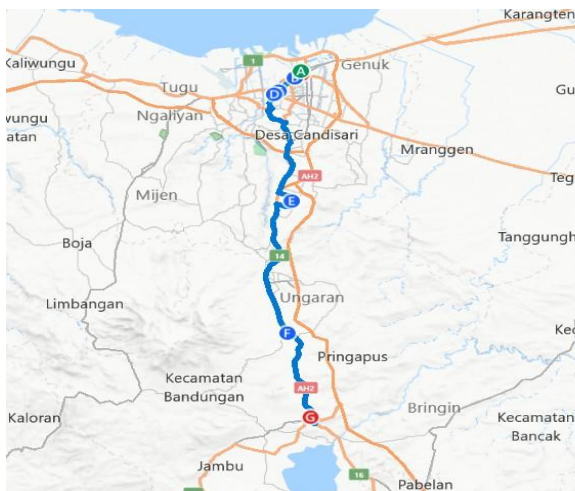 Karangten
Kaliwungu
1
A
Genuk
Tugu
D
Gu
wungu
atan
Ngaliyan
Desa Candisari
Mranggen
AH2
Teg
Mijen
E
Boja
Tanggungh
14
Limbangan
Ungaran
F
Ked
Pringapus
Kecamatan
Bandungan
AH2
Bringin
Kaloran
G
Kecamatan
Bancak
Jambu
16
Pabelan